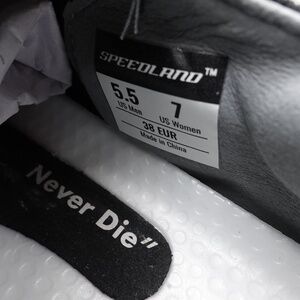 SPEEDLAND™
5.5 7
US Men US Women
38 EUR
Made in China
Never Die”